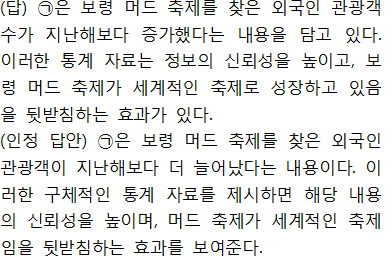 (답) ㉠은 보령 머드 축제를 찾은 외국인 관광객
수가 지난해보다 증가했다는 내용을 담고 있다.
이러한 통계 자료는 정보의 신뢰성을 높이고, 보
령 머드 축제가 세계적인 축제로 성장하고 있음
을 뒷받침하는 효과가 있다.
(인정 답안) ㉠은 보령 머드 축제를 찾은 외국인
관광객이 지난해보다 더 늘어났다는 내용이다. 이
러한 구체적인 통계 자료를 제시하면 해당 내용
의 신뢰성을 높이며, 머드 축제가 세계적인 축제
임을 뒷받침하는 효과를 보여준다.